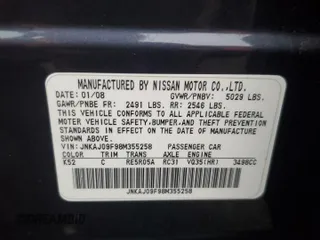 MANUFACTURED BY NISSAN MOTOR CO.,LTD.
DATE: 01/08 GVWR/PNBV: 5029 LBS.
GAWR/PNBE FR: 2491 LBS. RR: 2546 LBS.
THIS VEHICLE CONFORMS TO ALL APPLICABLE FEDERAL
MOTOR VEHICLE SAFETY,BUMPER,AND THEFT
PREVENTION STANDARDS IN EFFECT ON THE DATE OF
MANUFACTURE SHOWN ABOVE.
VIN: JNKAJ09F98M355258 PASSENGER CAR
COLOR TRIM TRANS AXLE ENGINE
K52 C RE5R05A RC31 VQ35(HR) 3498CC
JNKAJ09F98M355258